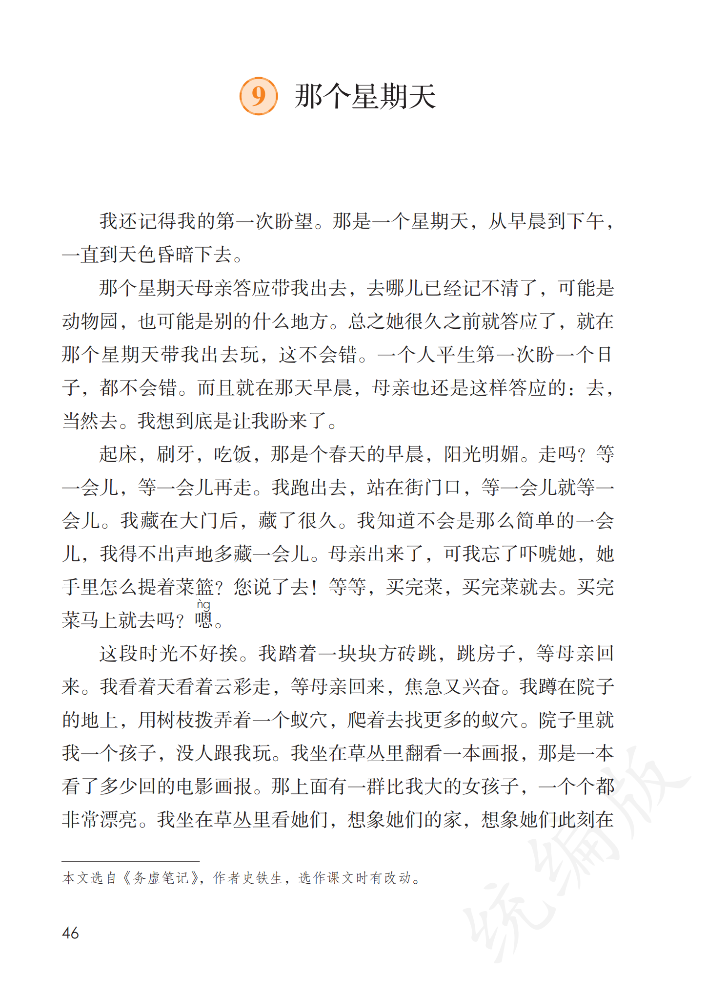 9 那个星期天
我还记得我的第一次盼望。那是一个星期天，从早晨到下午，
一直到天色昏暗下去。
那个星期天母亲答应带我出去，去哪儿已经记不清了，可能是
动物园，也可能是别的什么地方。总之她很久之前就答应了，就在
那个星期天带我出去玩，这不会错。一个人平生第一次盼一个日
子，都不会错。而且就在那天早晨，母亲也还是这样答应的：去，
当然去。我想到底是让我盼来了。
起床，刷牙，吃饭，那是个春天的早晨，阳光明媚。走吗？等
一会儿，等一会儿再走。我跑出去，站在街门口，等一会儿就等一
会儿。我藏在大门后，藏了很久。我知道不会是那么简单的一会
儿，我得不出声地多藏一会儿。母亲出来了，可我忘了吓唬她，她
手里怎么提着菜篮？您说了去！等等，买完菜，买完菜就去。买完
ǹg
菜马上就去吗？嗯。
这段时光不好挨。我踏着一块块方砖跳，跳房子，等母亲回
来。我看着天看着云彩走，等母亲回来，焦急又兴奋。我蹲在院子
的地上，用树枝拨弄着一个蚁穴，爬着去找更多的蚁穴。院子里就
我一个孩子，没人跟我玩。我坐在草丛里翻看一本画报，那是一本
看了多少回的电影画报。那上面有一群比我大的女孩子，一个个都
非常漂亮。我坐在草丛里看她们，想象她们的家，想象她们此刻在
本文选自《务虚笔记》，作者史铁生，选作课文时有改动。
46
统编版